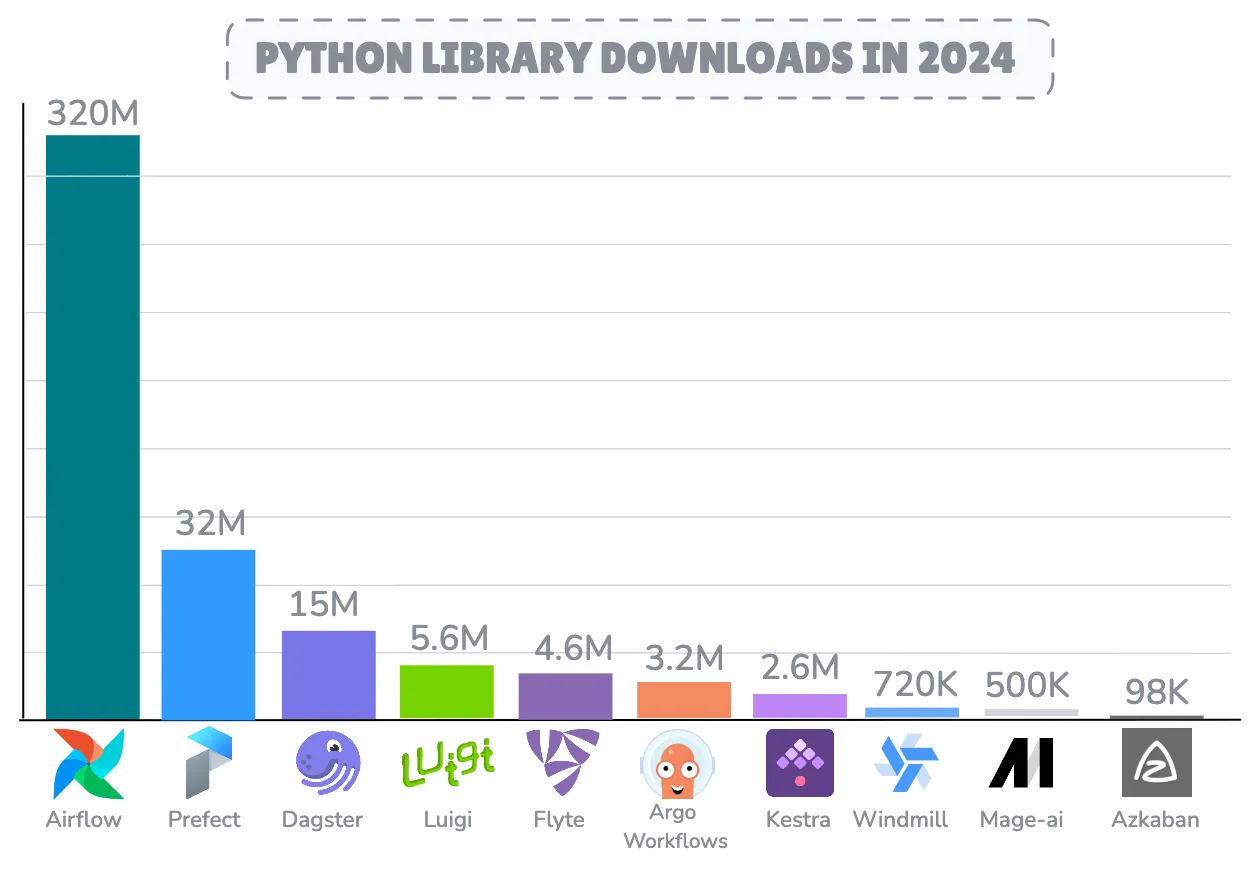 PYTHON LIBRARY DOWNLOADS IN 2024
320M
32M
15M
5.6M
4.6M
3.2M
2.6M
720K
500K
98K
Luigi
Airflow
Prefect
Dagster
Luigi
Flyte
Argo
Workflows
Kestra
Windmill
Mage-ai
Azkaban